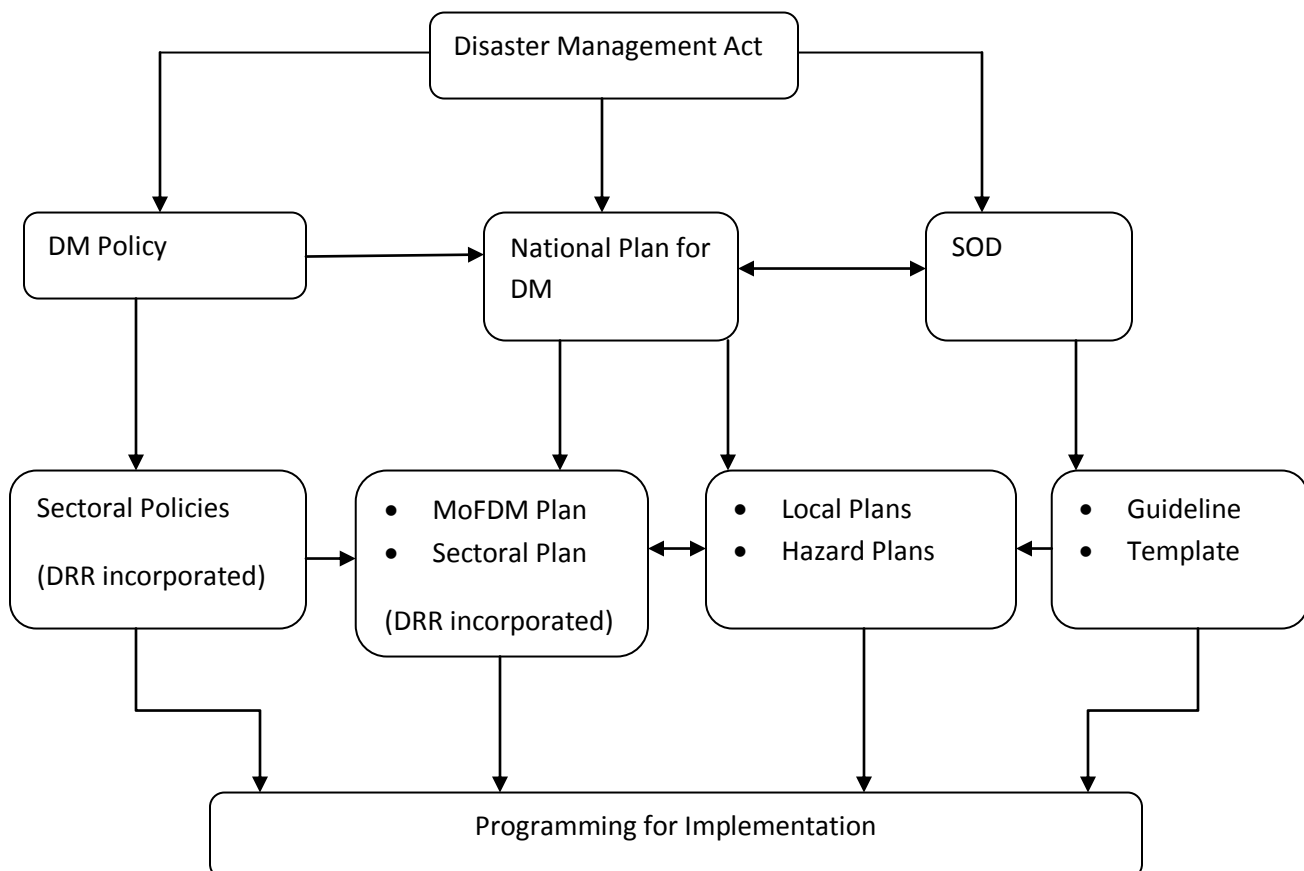 Disaster Management Act
DM Policy
National Plan for
DM
SOD
Sectoral Policies
(DRR incorporated)
• MoFDM Plan
• Sectoral Plan
(DRR incorporated)
• Local Plans
• Hazard Plans
• Guideline
• Template
Programming for Implementation